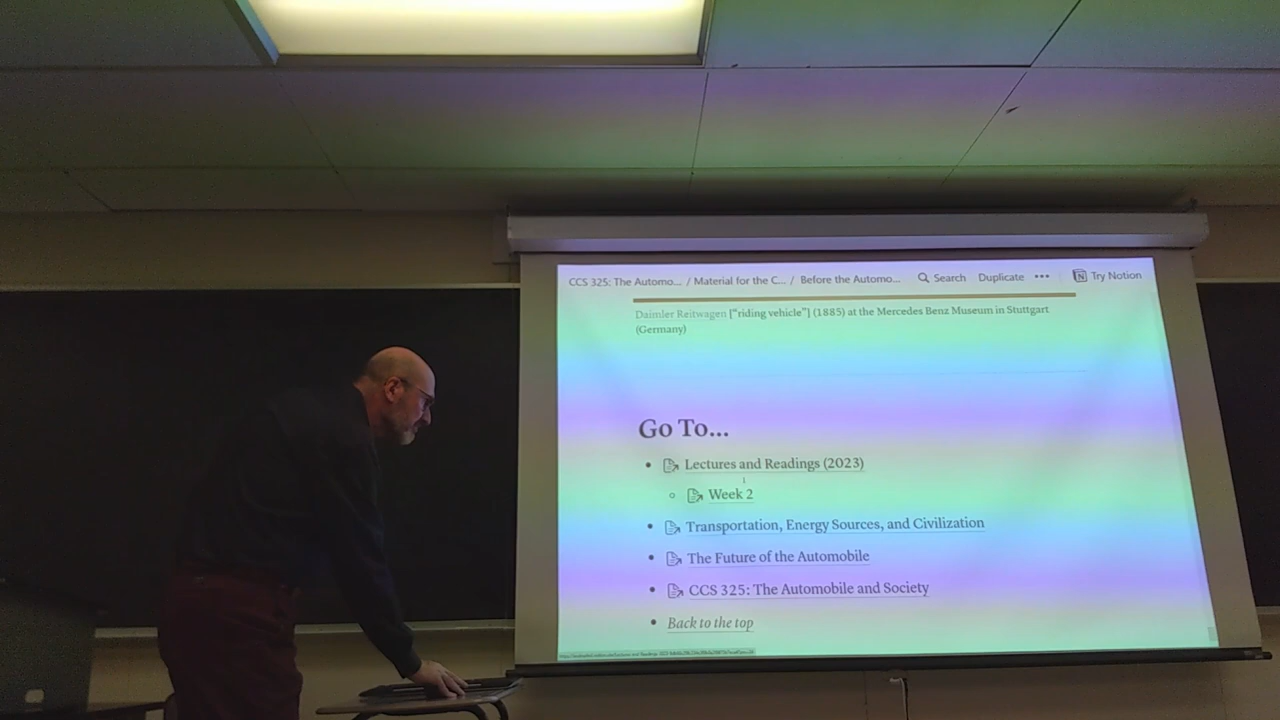 CCS 325: The Automo... / Material for the C... / Before the Automo... Search Duplicate ••• Try Notion
Daimler Reitwagen ["riding vehicle"] (1885) at the Mercedes Benz Museum in Stuttgart
(Germany)
Go To...
Lectures and Readings (2023)
Week 2
Transportation, Energy Sources, and Civilization
The Future of the Automobile
CCS 325: The Automobile and Society
Back to the top